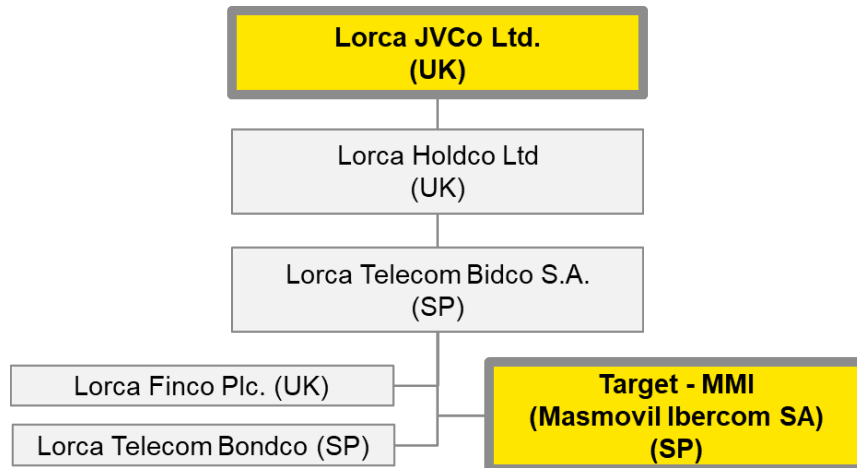 Lorca JVCo Ltd.
(UK)
Lorca Holdco Ltd
(UK)
Lorca Telecom Bidco S.A.
(SP)
Lorca Finco Plc. (UK)
Lorca Telecom Bondco (SP)
Target - MMI
(Masmovil Ibercom SA)
(SP)